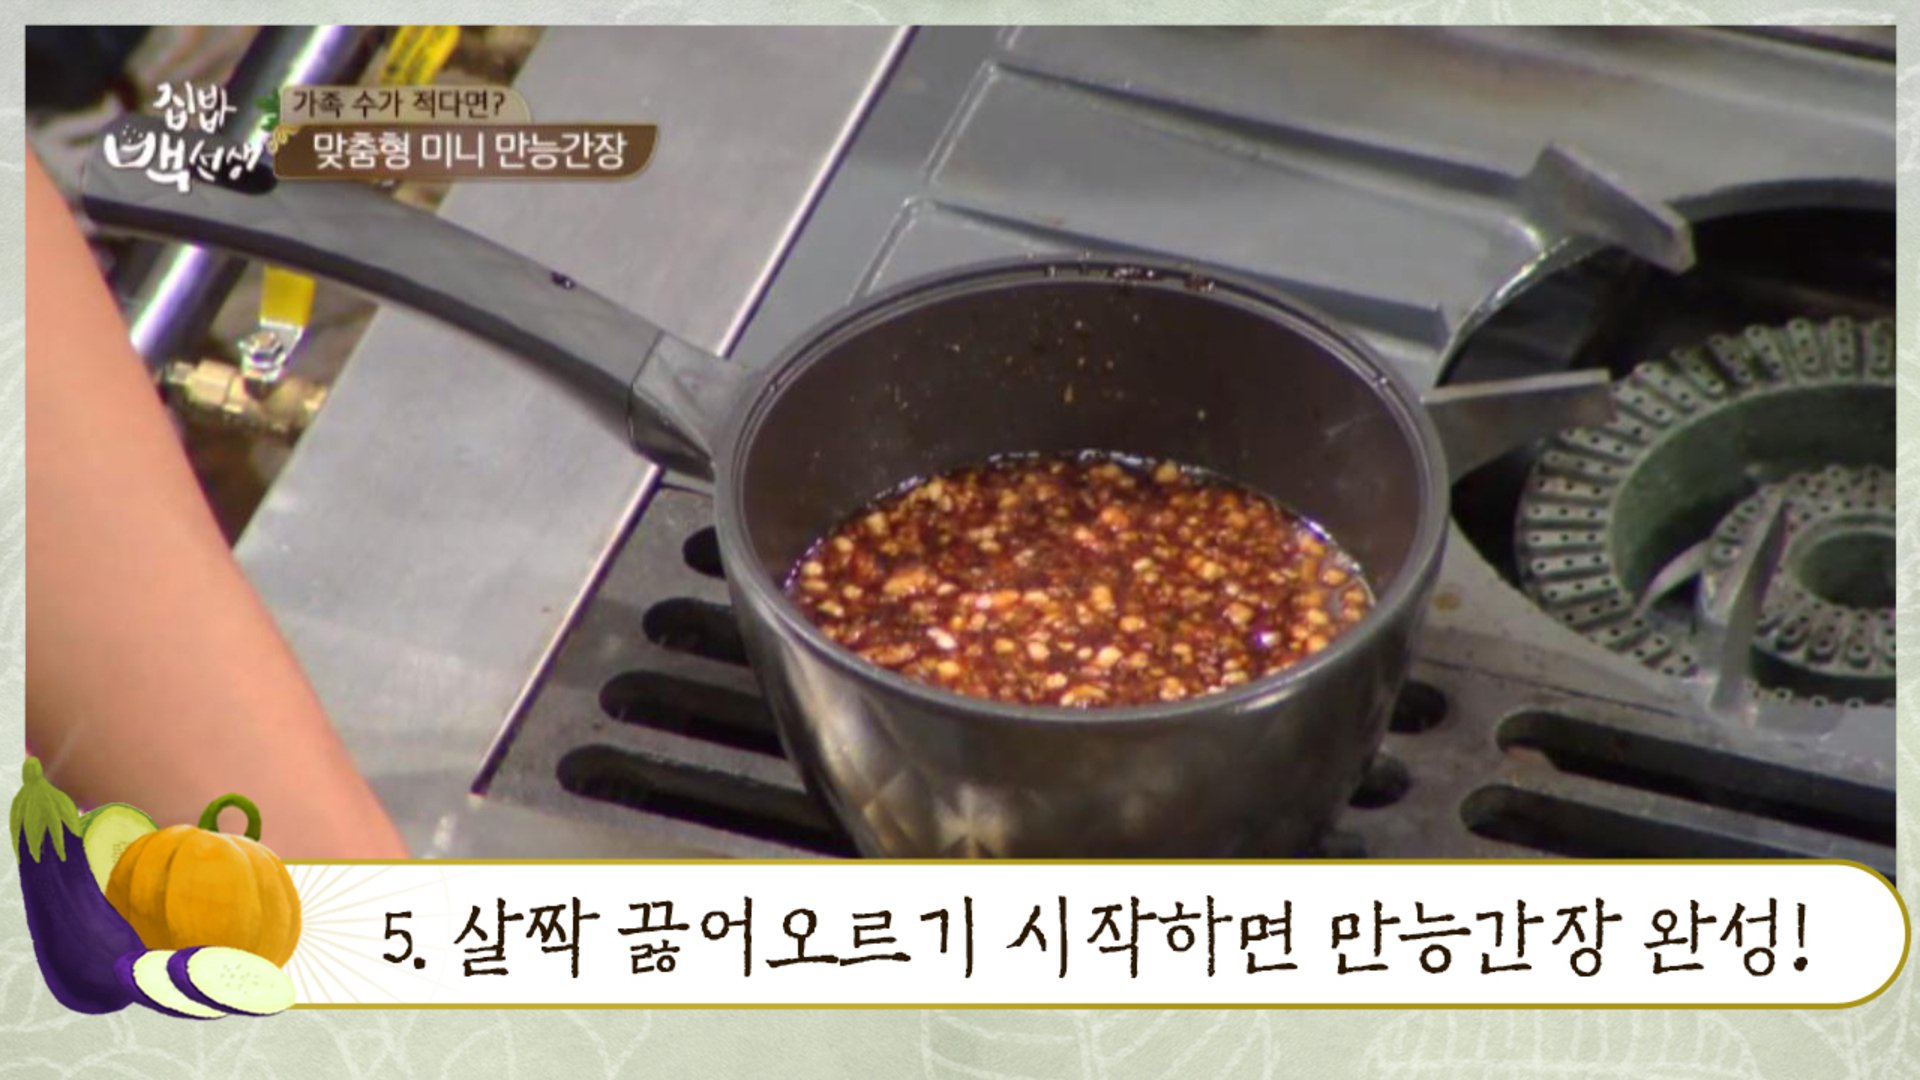 집밥
백선생
가족 수가 적다면?
맞춤형 미니 만능간장
5. 살짝 끓어오르기 시작하면 만능간장 완성!